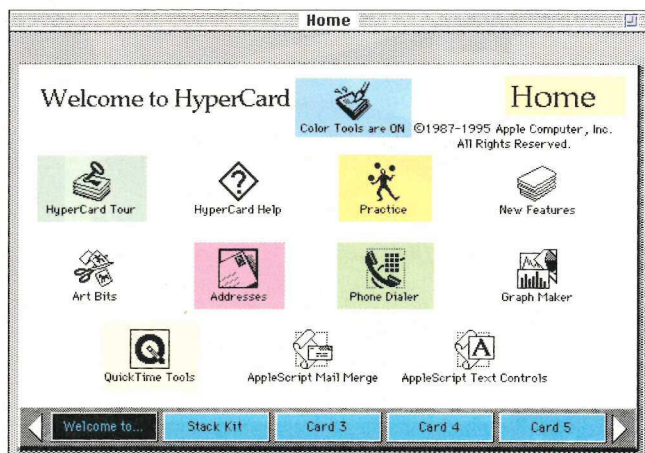 Home
Welcome to HyperCard
Home
Color Tools are ON
©1987-1995 Apple Computer, Inc.
All Rights Reserved.
HyperCard Tour
HyperCard Help
Practice
New Features
Art Bits
Addresses
Phone Dialer
Graph Maker
QuickTime Tools
AppleScript Mail Merge
AppleScript Text Controls
Welcome to...
Stack Kit
Card 3
Card 4
Card 5